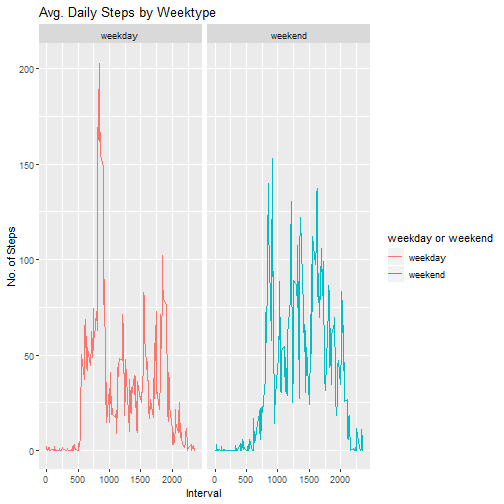 Avg. Daily Steps by Weektype
weekday weekend
200
150
100
50
0
No. of Steps
0 500 1000 1500 2000 0 500 1000 1500 2000
Interval
weekday or weekend
weekday
weekend